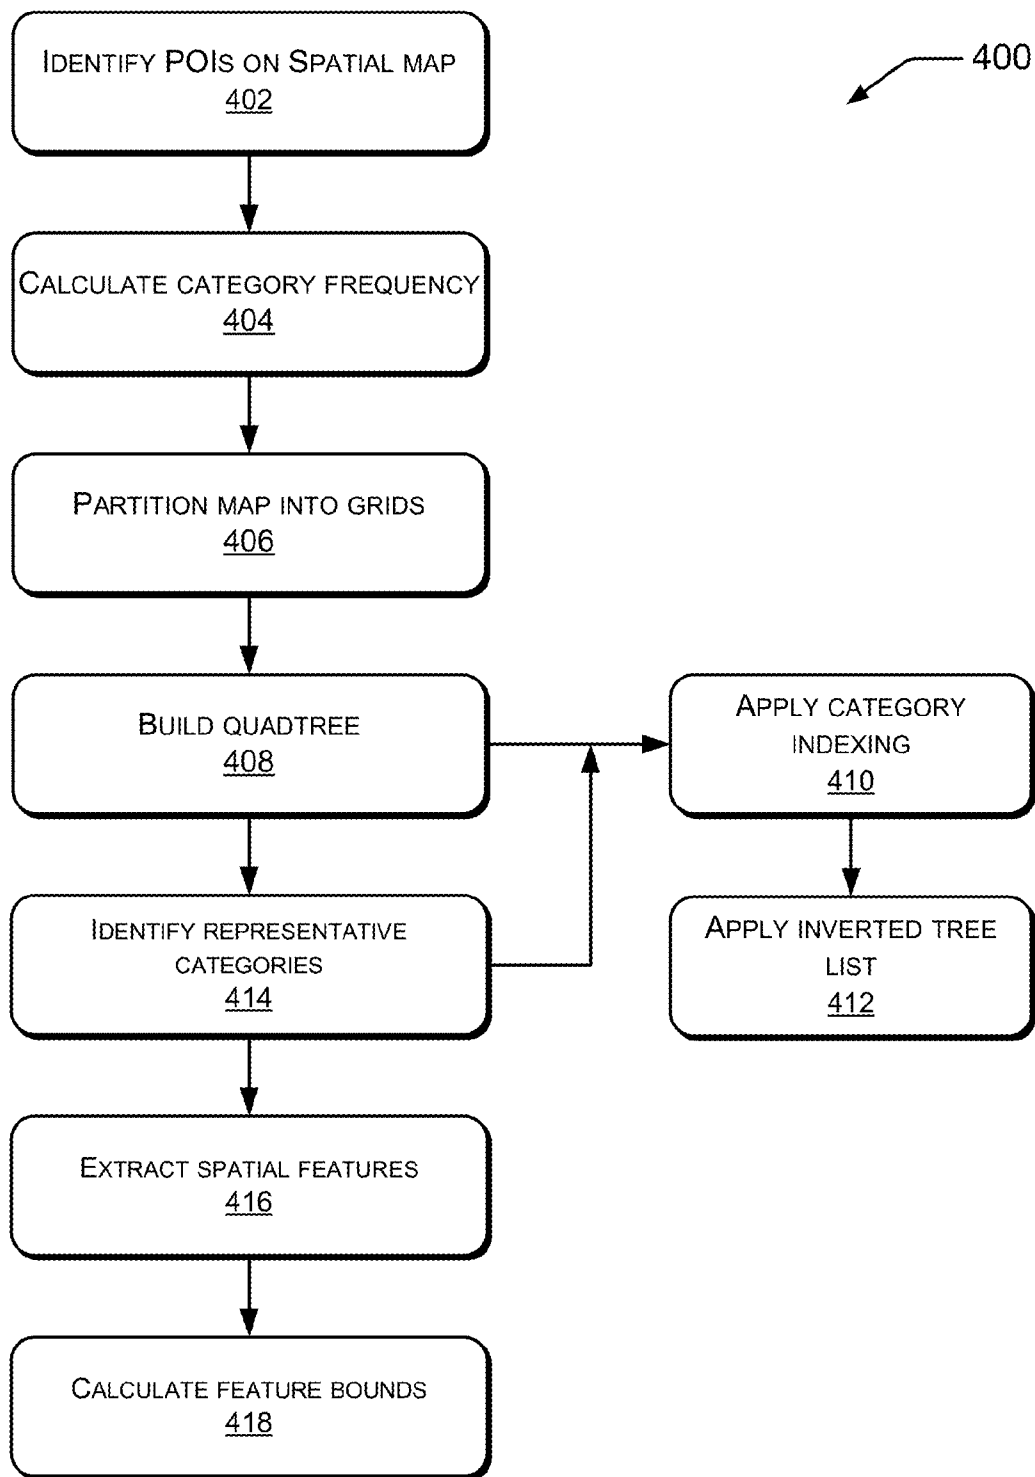 IDENTIFY POIS ON SPATIAL MAP
402
400
CALCULATE CATEGORY FREQUENCY
404
PARTITION MAP INTO GRIDS
406
BUILD QUADTREE
408
APPLY CATEGORY
INDEXING
410
IDENTIFY REPRESENTATIVE
CATEGORIES
414
APPLY INVERTED TREE
LIST
412
EXTRACT SPATIAL FEATURES
416
CALCULATE FEATURE BOUNDS
418